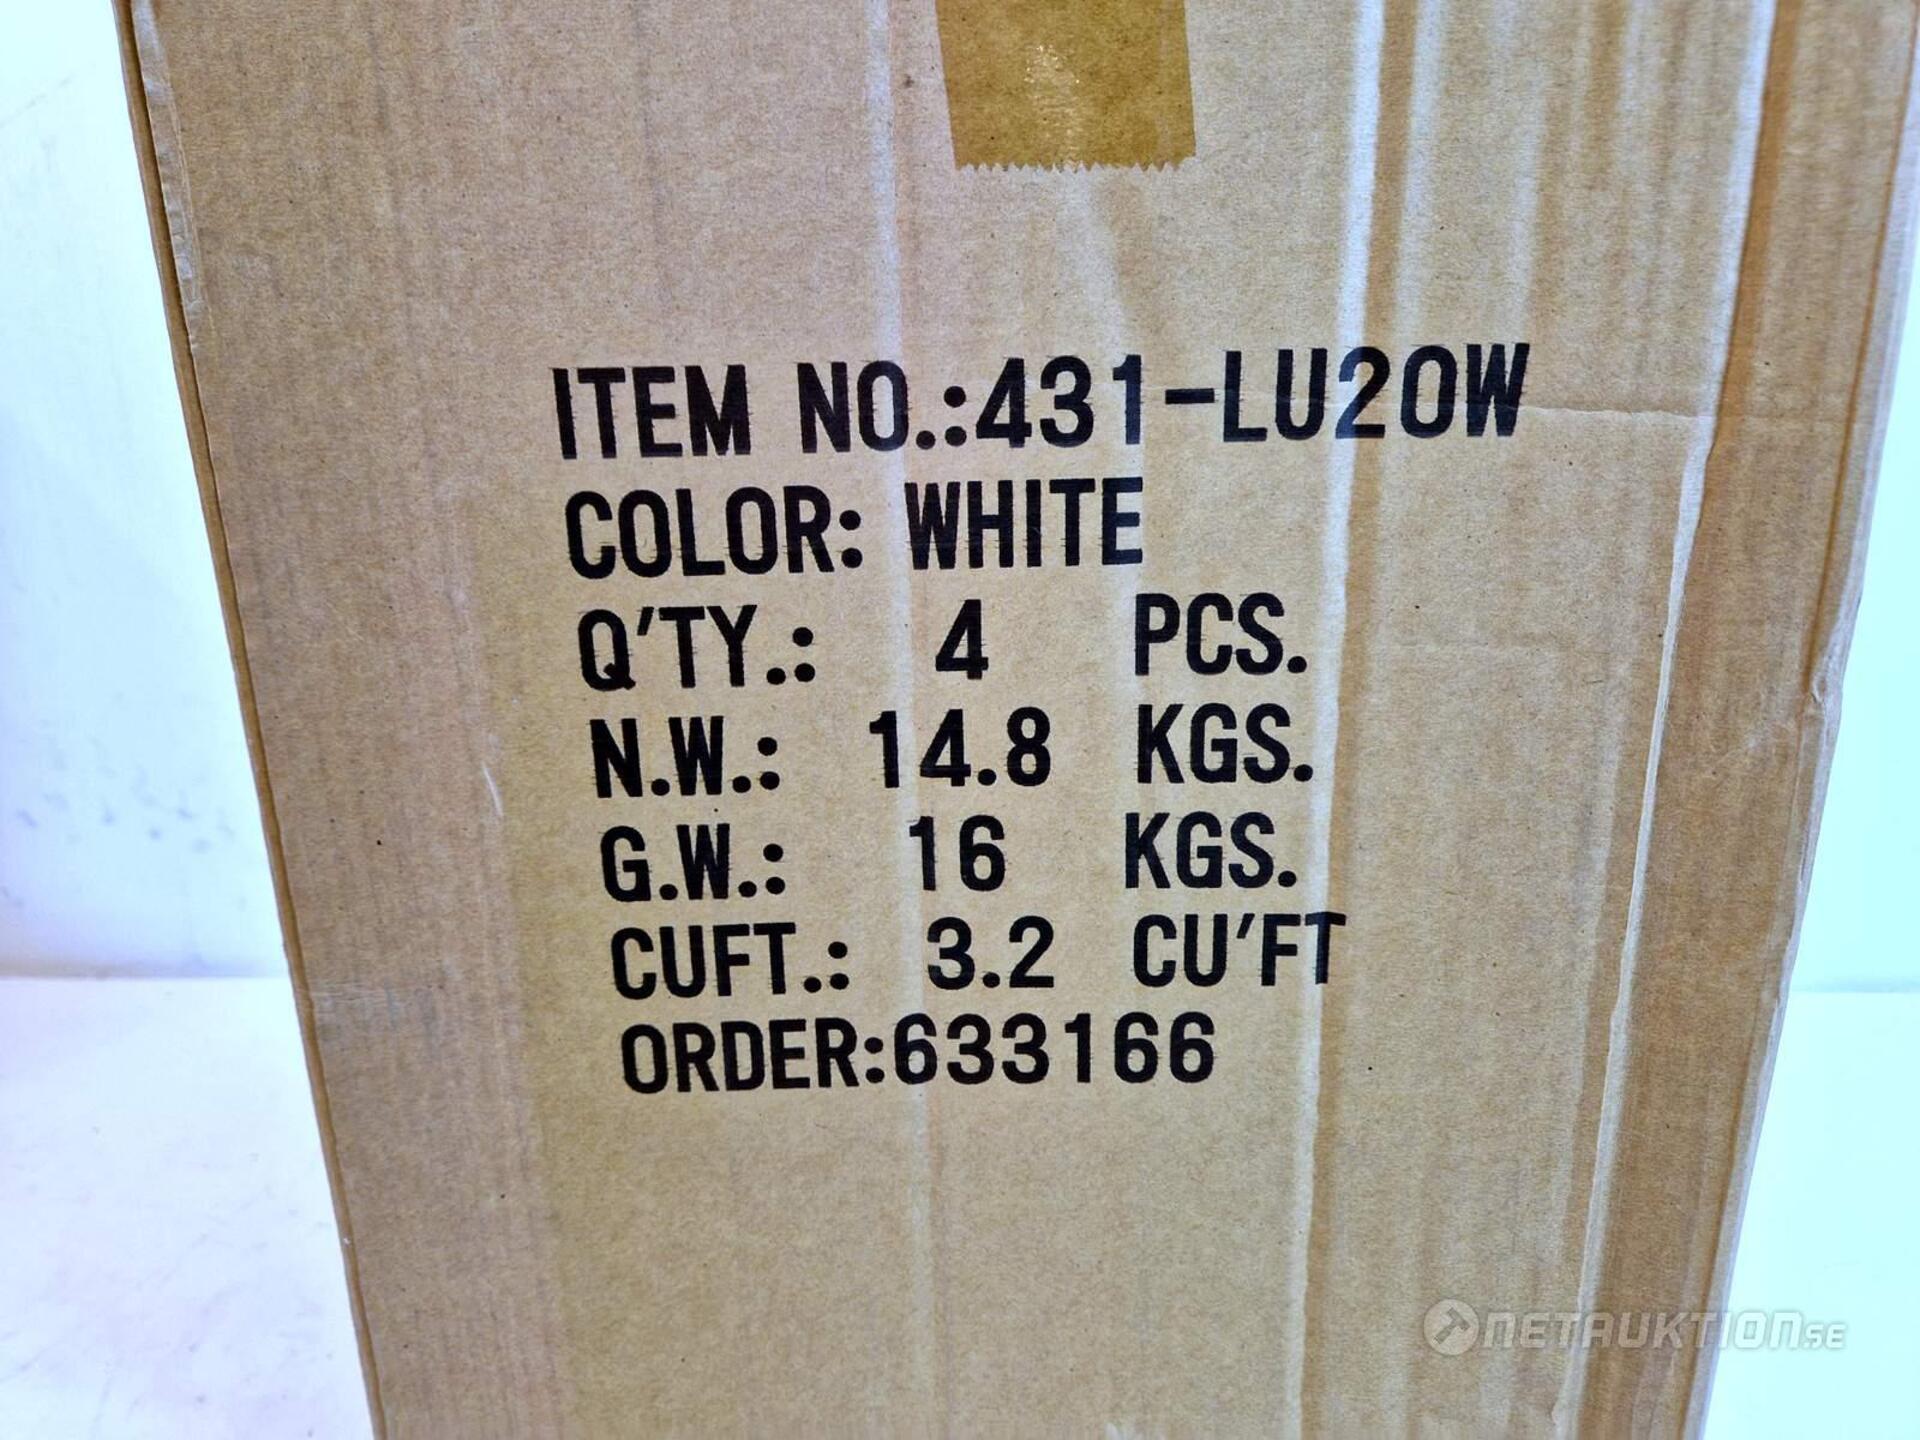 ITEM NO.:431-LU20W
COLOR: WHITE
Q'TY.: 4 PCS.
N.W.: 14.8 KGS.
G.W.: 16 KGS.
CUFT.: 3.2 CU'FT
ORDER:633166
NETAUKTION.SE